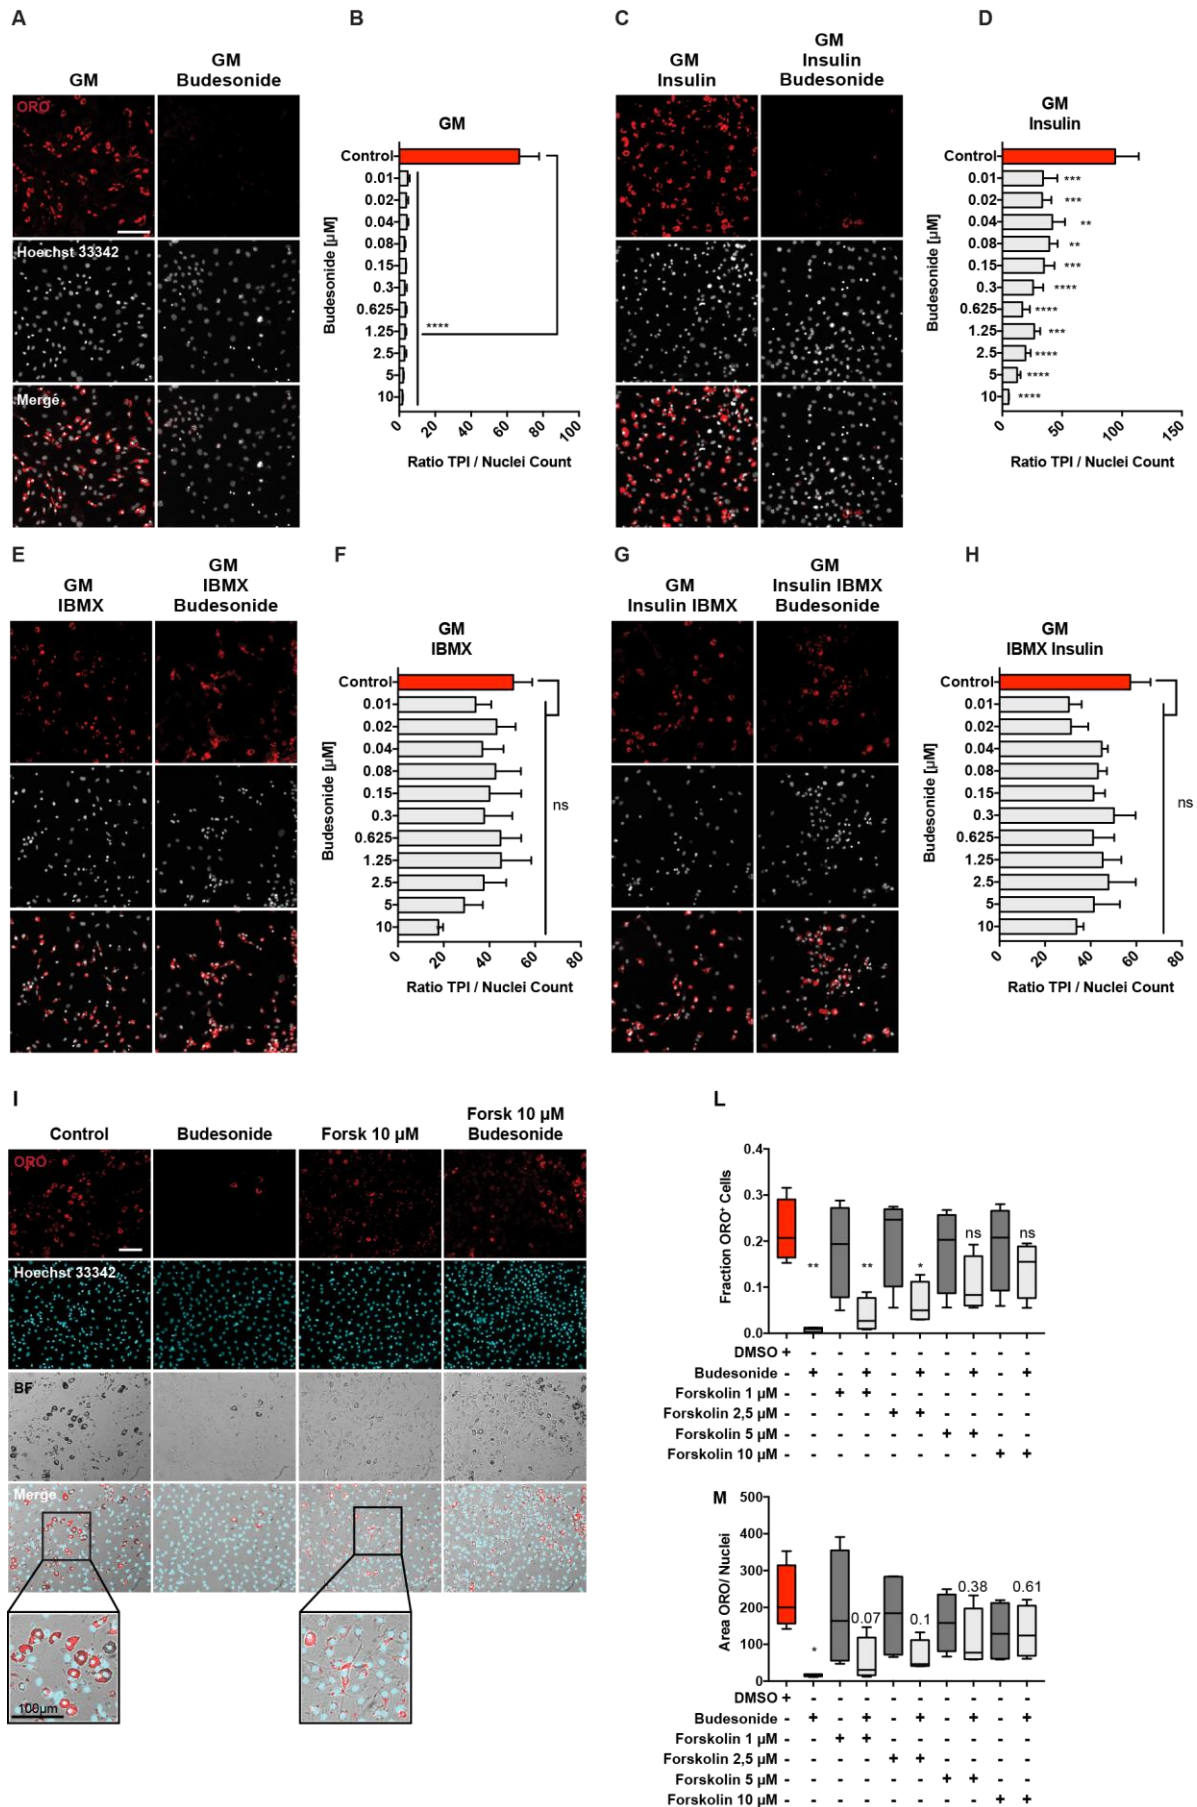 A
GM
GM
Budesonide
ORO
Hoechst 33342
Merge
B
GM
Budesonide [µM]
Control
0.01
0.02
0.04
0.08
0.15
0.3
0.625
1.25
2.5
5
10
****
0 20 40 60 80 100
Ratio TPI / Nuclei Count
C
GM
Insulin
GM
Insulin
Budesonide
D
GM
Insulin
Budesonide [µM]
Control
0.01 ***
0.02 ***
0.04 **
0.08 **
0.15 ***
0.3 ****
0.625 ****
1.25 ***
2.5 ****
5 ****
10 ****
0 50 100 150
Ratio TPI / Nuclei Count
E
GM
IBMX
GM
IBMX
Budesonide
F
GM
IBMX
Budesonide [µM]
Control
0.01
0.02
0.04
0.08
0.15
0.3
0.625
1.25
2.5
5
10
ns
0 20 40 60 80
Ratio TPI / Nuclei Count
G
GM
Insulin IBMX
GM
Insulin IBMX
Budesonide
H
GM
IBMX Insulin
Budesonide [µM]
Control
0.01
0.02
0.04
0.08
0.15
0.3
0.625
1.25
2.5
5
10
ns
0 20 40 60 80
Ratio TPI / Nuclei Count
I
Control
Budesonide
Forsk 10 µM
Forsk 10 µM
Budesonide
ORO
Hoechst 33342
BF
Merge
100µm
L
Fraction ORO⁺ Cells
0.4
0.3
0.2
0.1
0.0
** ** * ns ns
DMSO + - - - - - - - - -
Budesonide - + - + - + - + - +
Forskolin 1 µM - - + + - - - - - -
Forskolin 2,5 µM - - - - + + - - - -
Forskolin 5 µM - - - - - - + + - -
Forskolin 10 µM - - - - - - - - + +
M
Area ORO/ Nuclei
500
400
300
200
100
0
* 0.07 0.1 0.38 0.61
DMSO + - - - - - - - - -
Budesonide - + - + - + - + - +
Forskolin 1 µM - - + + - - - - - -
Forskolin 2,5 µM - - - - + + - - - -
Forskolin 5 µM - - - - - - + + - -
Forskolin 10 µM - - - - - - - - + +